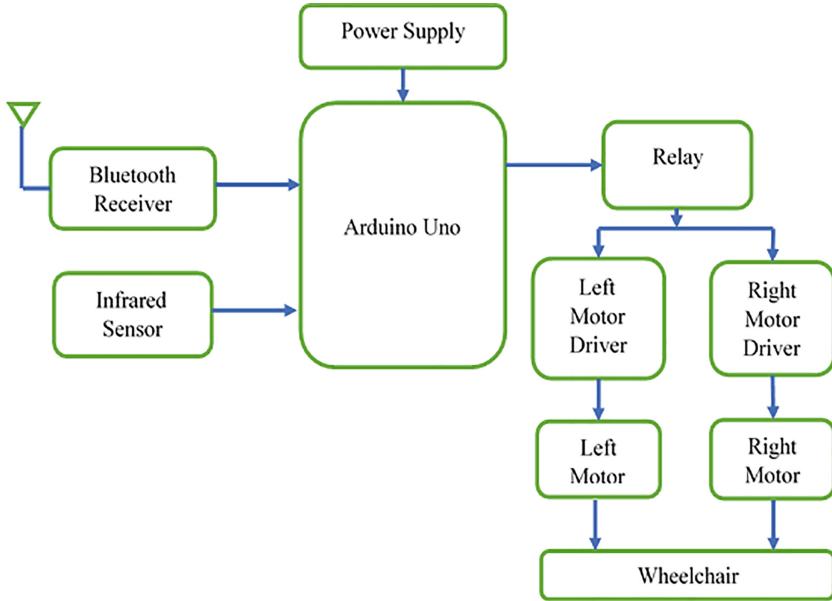 Power Supply
Bluetooth
Receiver
Infrared
Sensor
Arduino Uno
Relay
Left
Motor
Driver
Right
Motor
Driver
Left
Motor
Right
Motor
Wheelchair